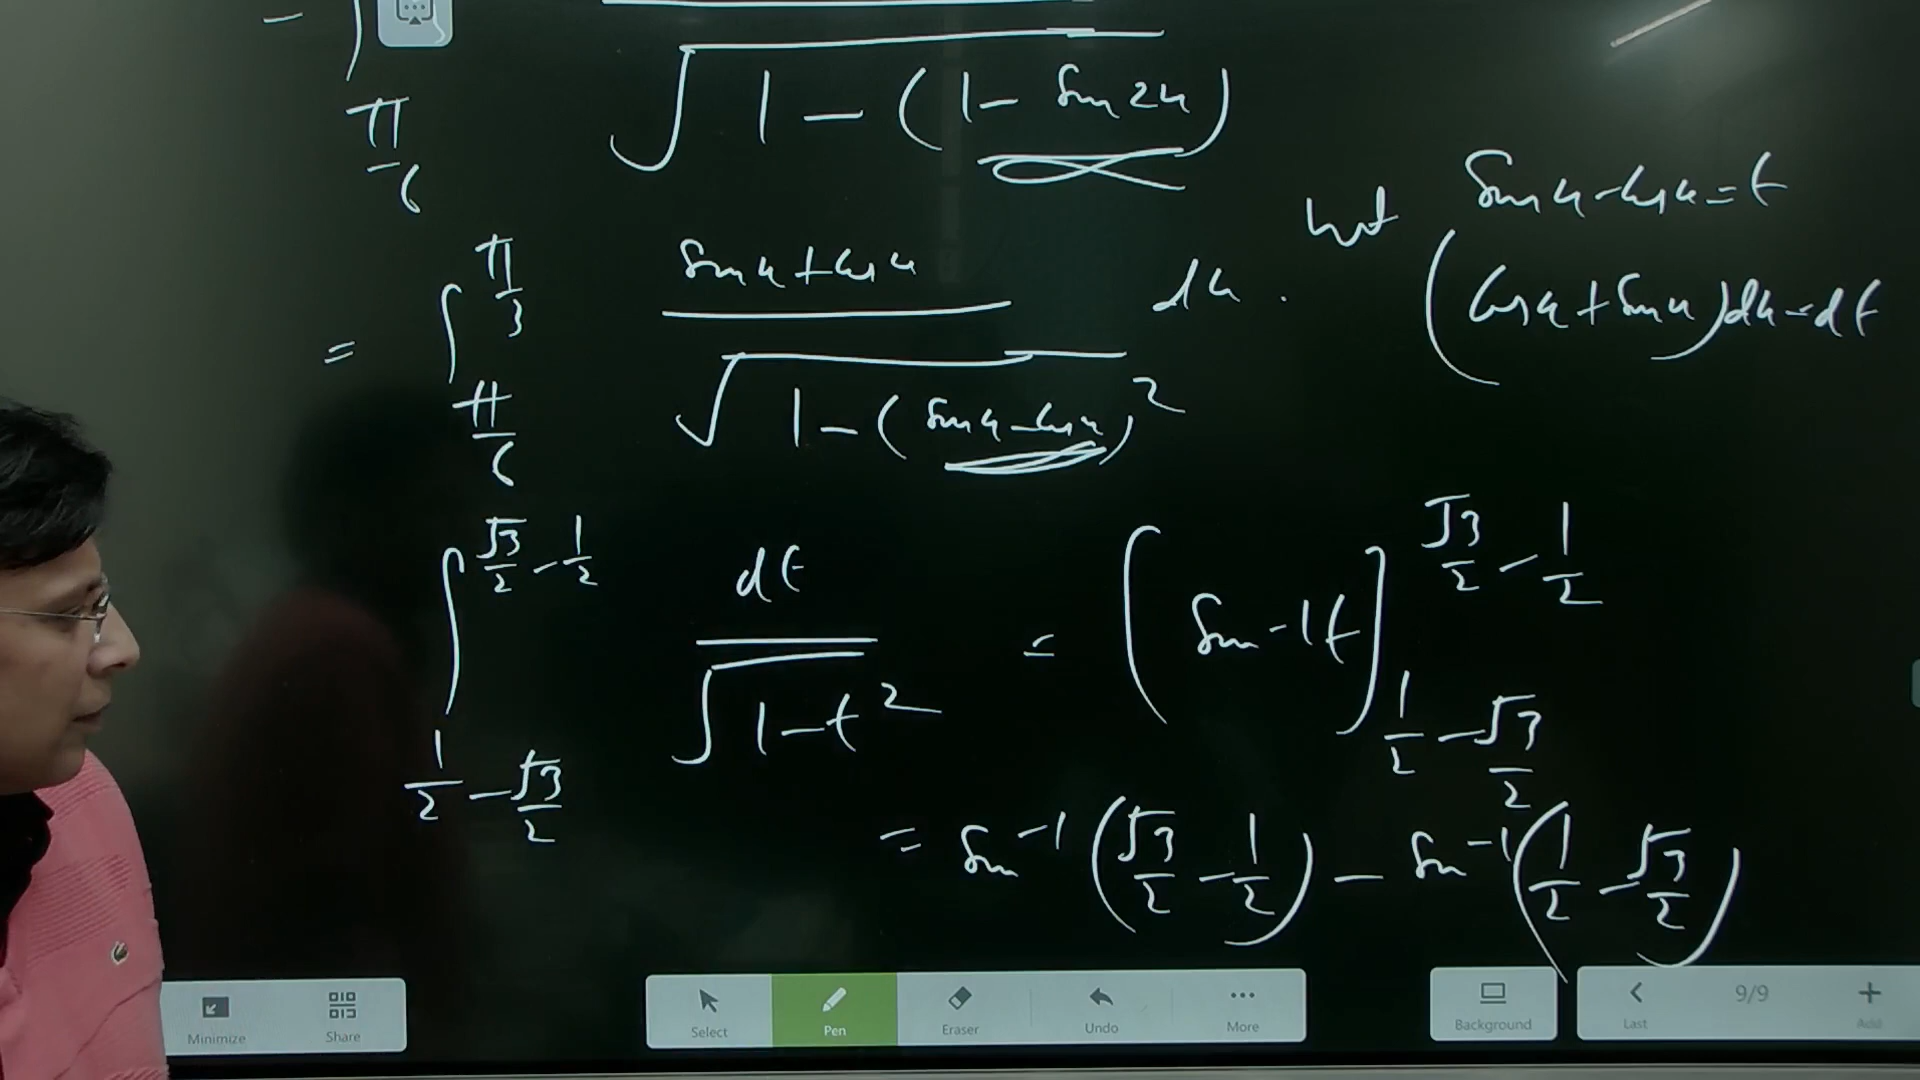 - ∫
π/6
√(1 - (1 - sin 2x))
= ∫ π/3 π/6 (sin x + cos x) / √(1 - (sin x - cos x)²) dx .
put sin x - cos x = t
(cos x + sin x) dx = dt
∫ √3/2 - 1/2 1/2 - √3/2 dt / √(1 - t²) = (sin -1 t] √3/2 - 1/2 1/2 - √3/2
= sin⁻¹(√3/2 - 1/2) - sin⁻¹(1/2 - √3/2)
Minimize Share Select Pen Eraser Undo More Background Last 9/9 Add